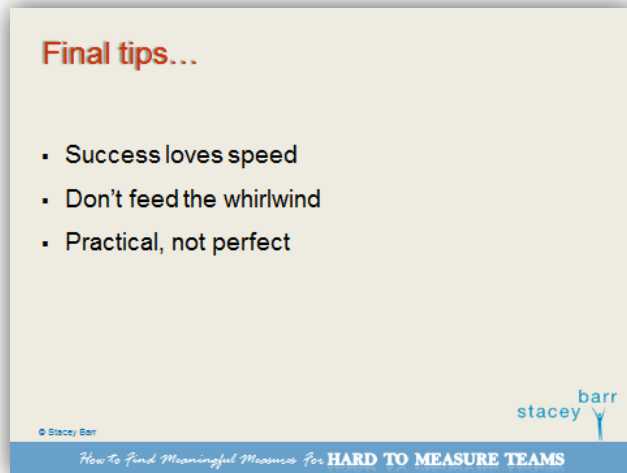 Final tips...
Success loves speed
Don't feed the whirlwind
Practical, not perfect
barr
stacey
© Stacey Barr
How to Find Meaningful Measures For HARD TO MEASURE TEAMS